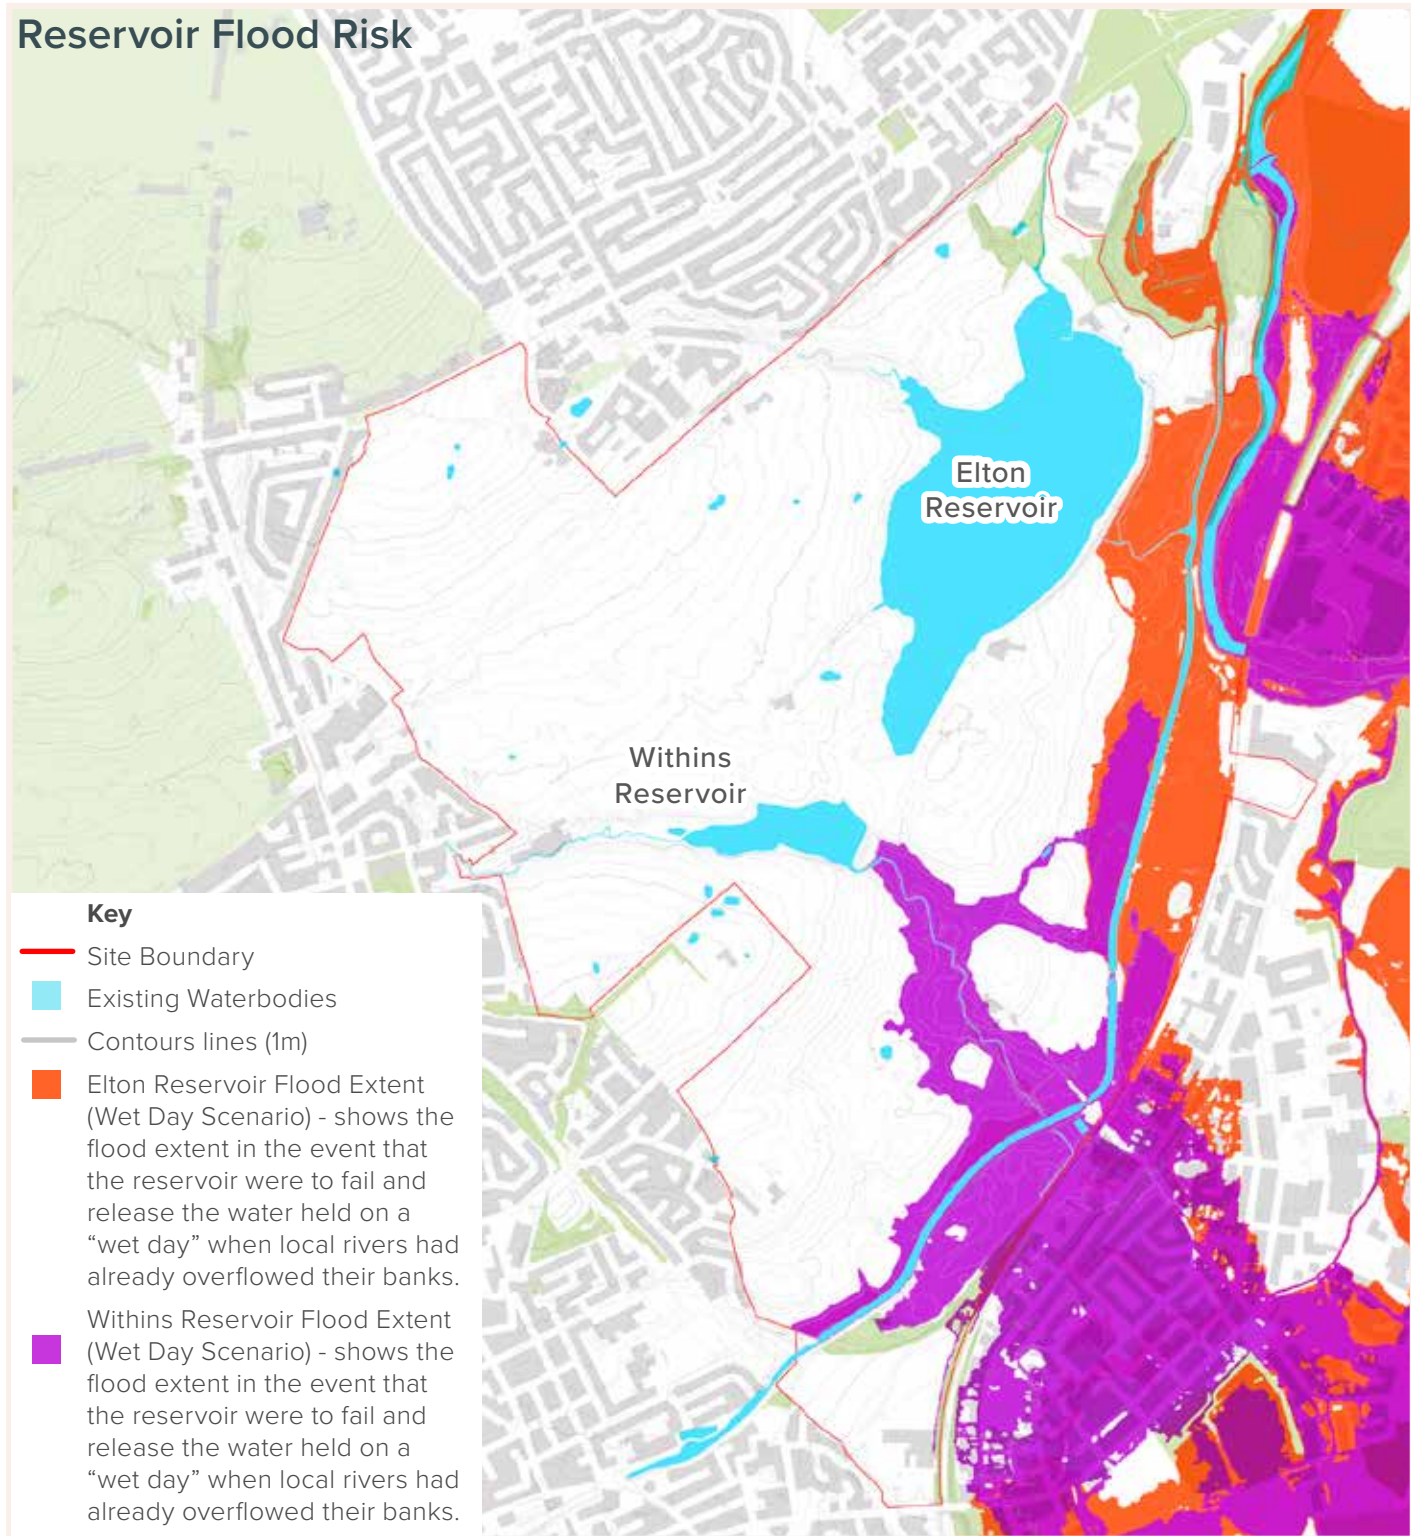 Reservoir Flood Risk
Elton
Reservoir
Withins
Reservoir
Key
Site Boundary
Existing Waterbodies
Contours lines (1m)
Elton Reservoir Flood Extent
(Wet Day Scenario) - shows the
flood extent in the event that
the reservoir were to fail and
release the water held on a
“wet day” when local rivers had
already overflowed their banks.
Withins Reservoir Flood Extent
(Wet Day Scenario) - shows the
flood extent in the event that
the reservoir were to fail and
release the water held on a
“wet day” when local rivers had
already overflowed their banks.